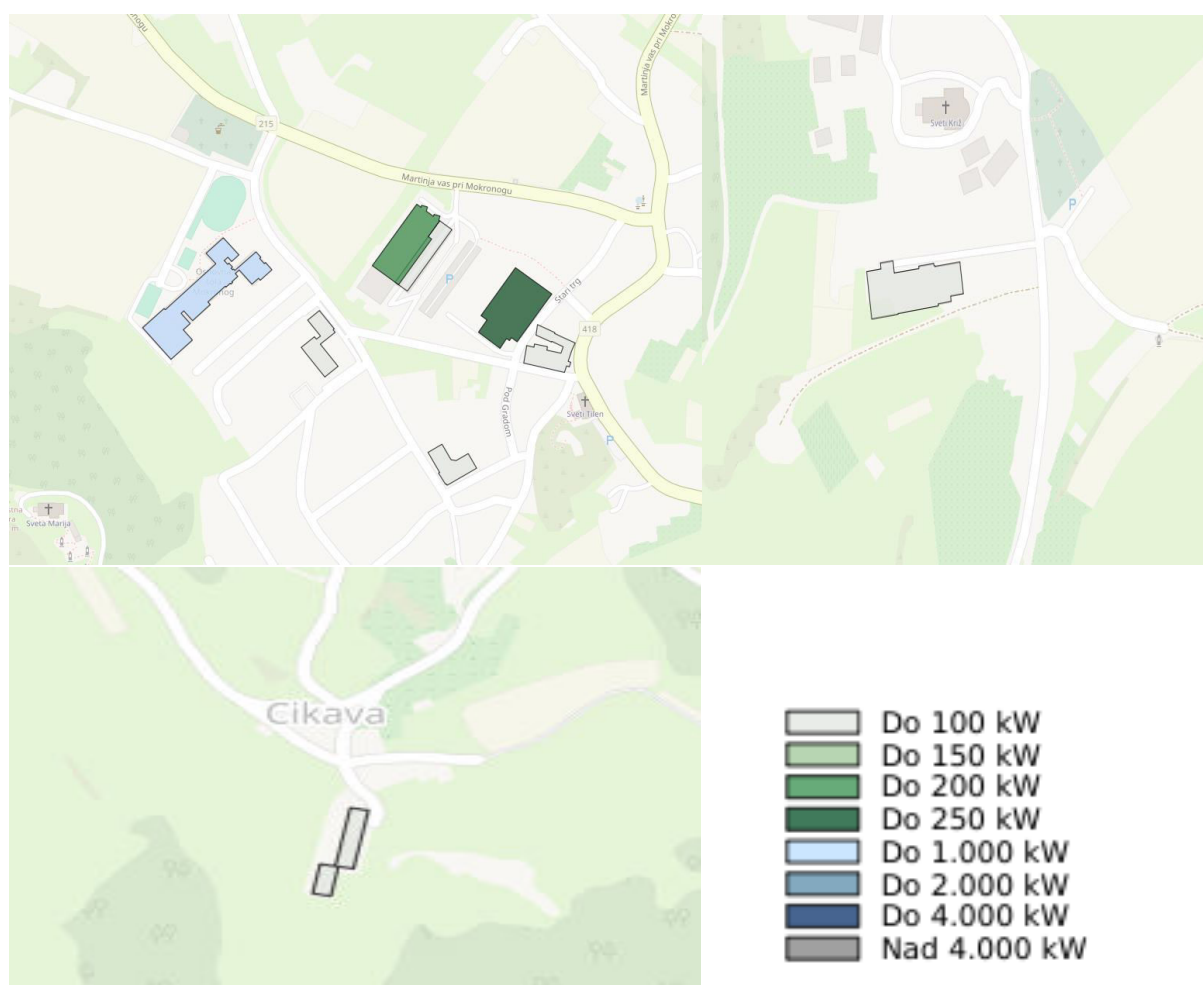 nogu
215
Martinja vas pri Mokronogu
Martinja vas pri Mokronogu
Sveti Križ
P
P
Stari trg
418
Pod Gradom
Sveti Tilen
P
Sveta Marija
Cikava
Do 100 kW
Do 150 kW
Do 200 kW
Do 250 kW
Do 1.000 kW
Do 2.000 kW
Do 4.000 kW
Nad 4.000 kW